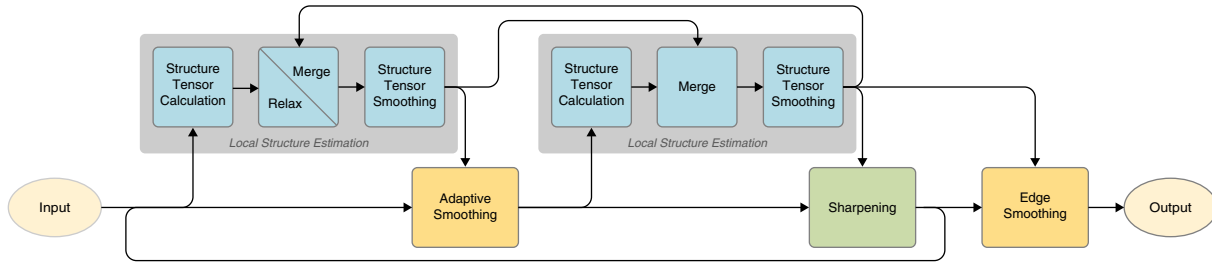 Structure
Tensor
Calculation
Merge
Relax
Structure
Tensor
Smoothing
Local Structure Estimation
Structure
Tensor
Calculation
Merge
Structure
Tensor
Smoothing
Local Structure Estimation
Input
Adaptive
Smoothing
Sharpening
Edge
Smoothing
Output